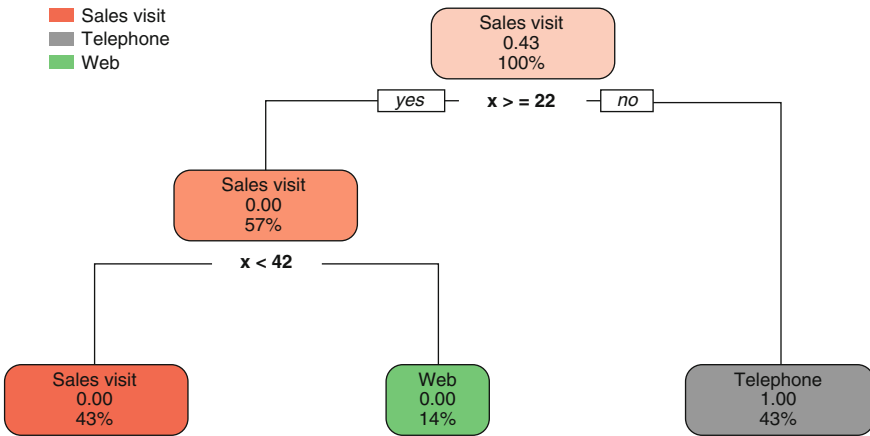 Sales visit
Telephone
Web
Sales visit
0.43
100%
yes
x > = 22
no
Sales visit
0.00
57%
x < 42
Sales visit
0.00
43%
Web
0.00
14%
Telephone
1.00
43%